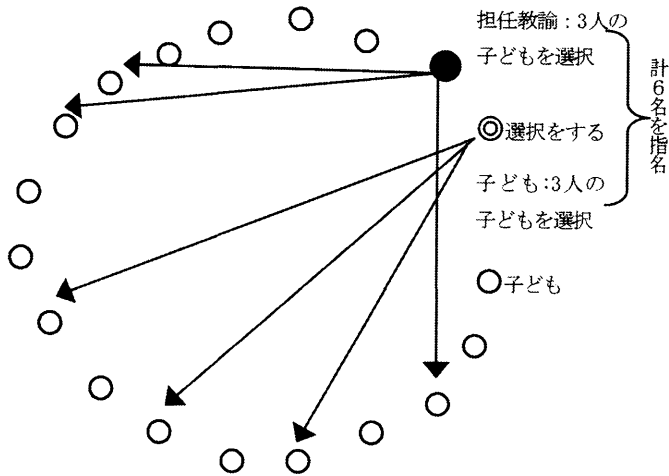 担任教諭：3人の
子どもを選択
選択をする
子ども：3人の
子どもを選択
計6名を指名
子ども